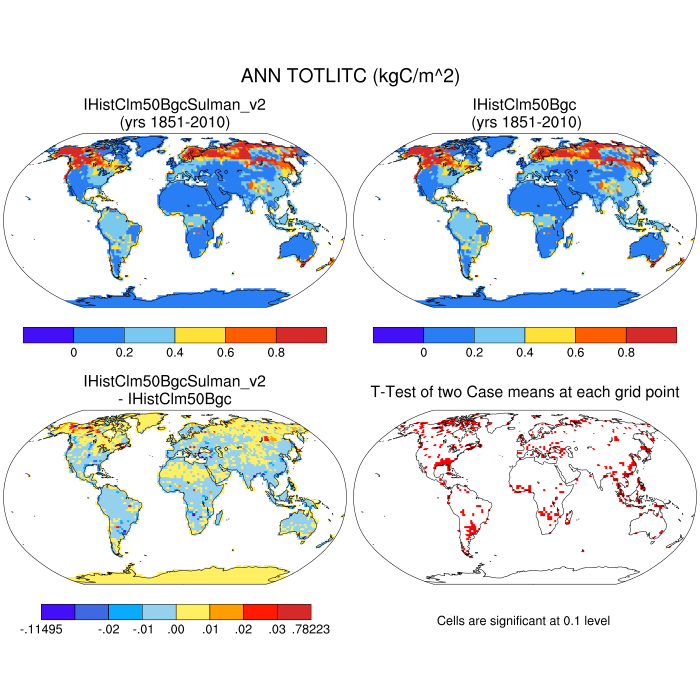 ANN TOTLITC (kgC/m^2)
IHistClm50BgcSulman_v2
(yrs 1851-2010)
IHistClm50Bgc
(yrs 1851-2010)
0 0.2 0.4 0.6 0.8
0 0.2 0.4 0.6 0.8
IHistClm50BgcSulman_v2
- IHistClm50Bgc
T-Test of two Case means at each grid point
-.11495 -.02 -.01 .00 .01 .02 .03 .78223
Cells are significant at 0.1 level